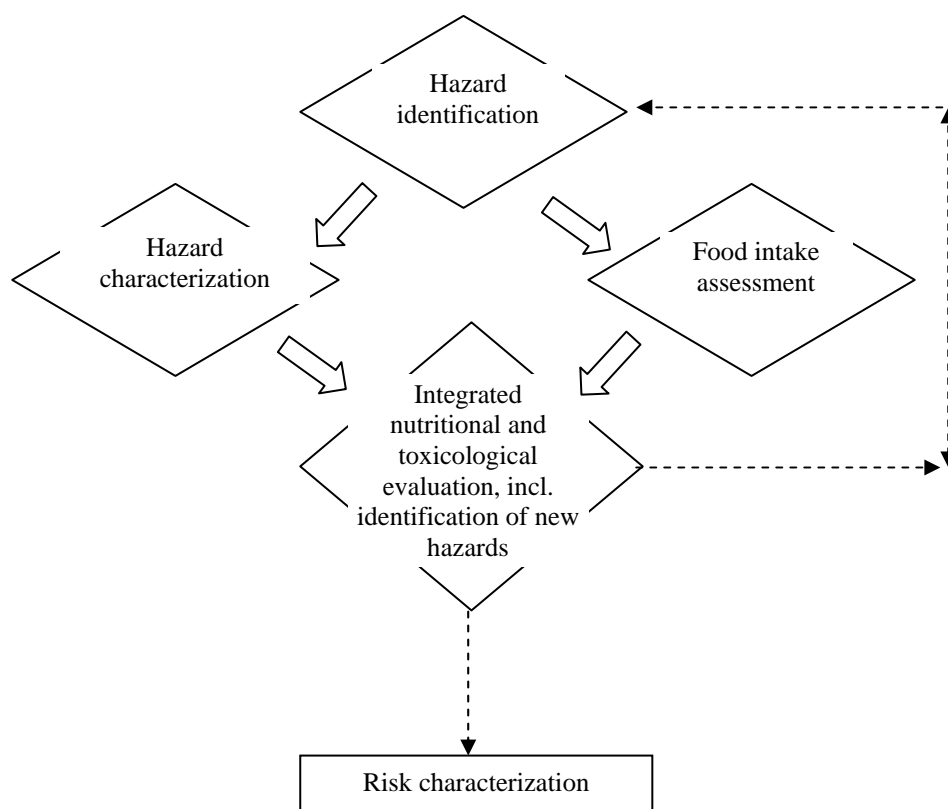 Hazard
identification
Hazard
characterization
Food intake
assessment
Integrated
nutritional and
toxicological
evaluation, incl.
identification of new
hazards
Risk characterization